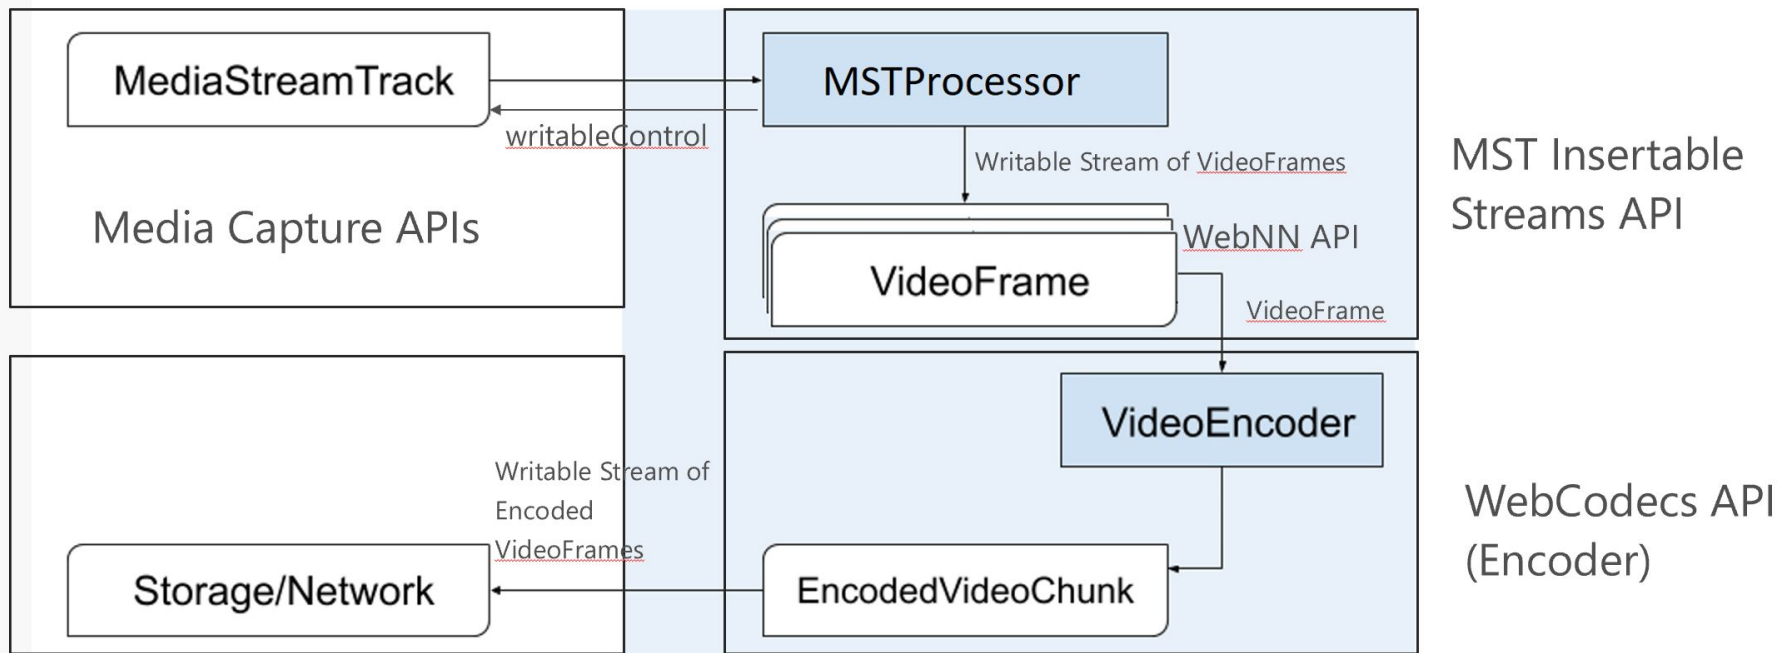 MediaStreamTrack
MSTProcessor
writableControl
Writable Stream of VideoFrames
MST Insertable
Streams API
Media Capture APIs
WebNN API
VideoFrame
VideoFrame
VideoEncoder
Writable Stream of
Encoded
VideoFrames
WebCodecs API
(Encoder)
Storage/Network
EncodedVideoChunk